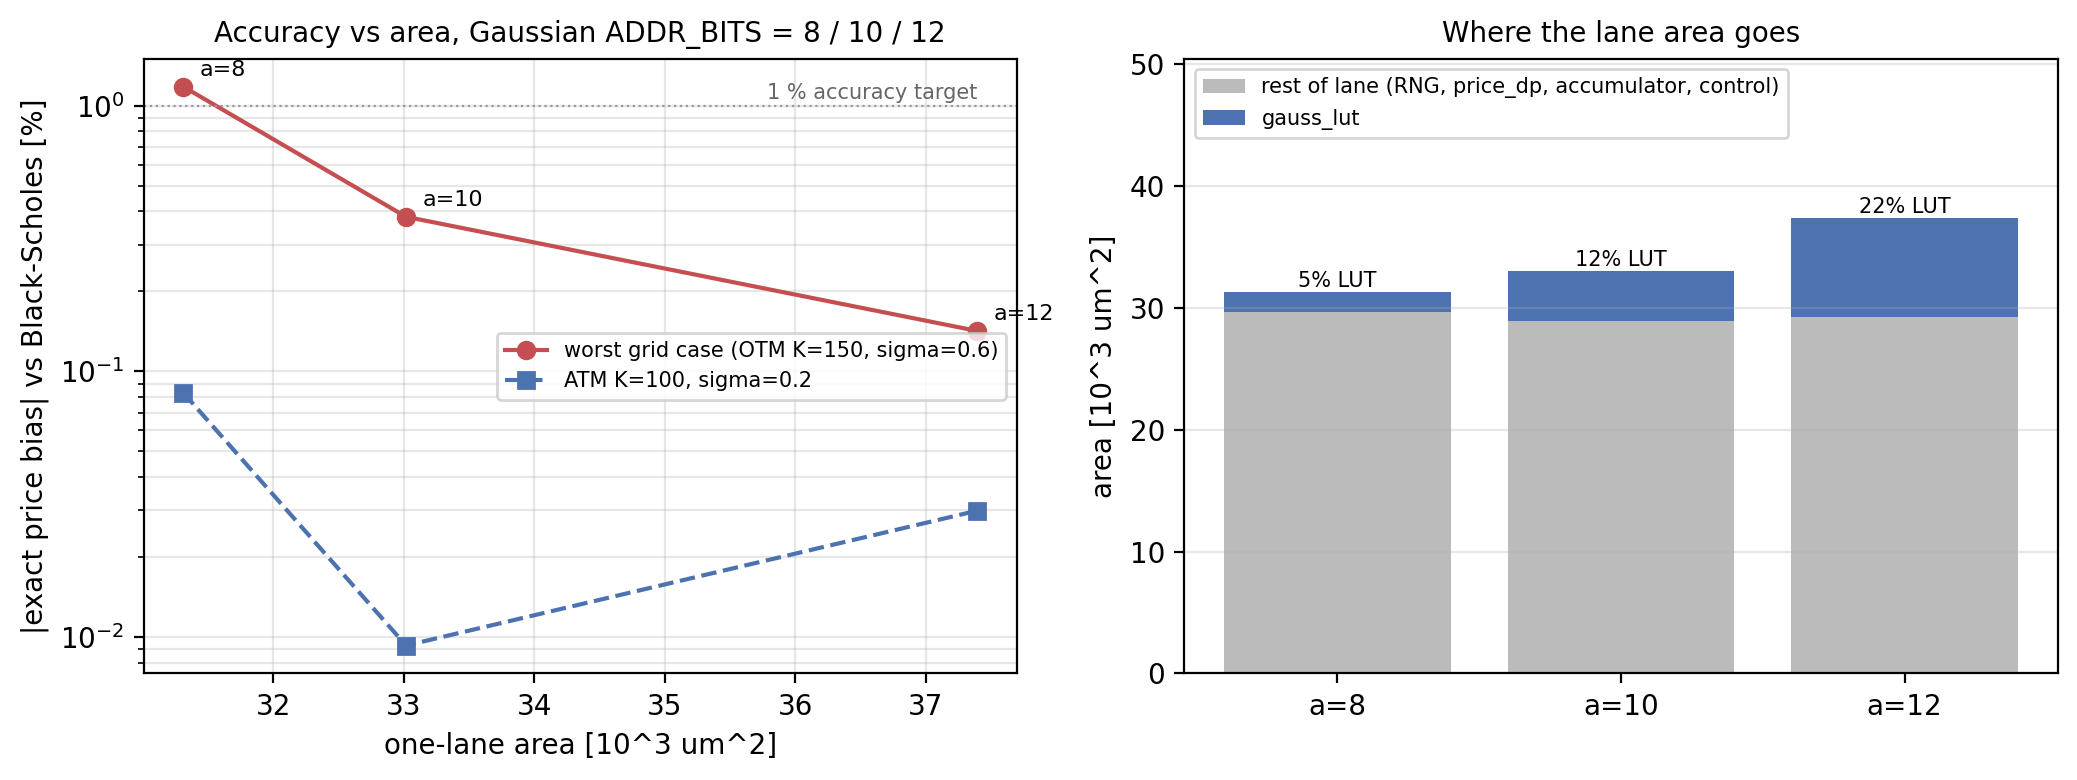 Accuracy vs area, Gaussian ADDR_BITS = 8 / 10 / 12
|exact price bias| vs Black-Scholes [%]
10^0
10^-1
10^-2
a=8
1 % accuracy target
a=10
a=12
worst grid case (OTM K=150, sigma=0.6)
ATM K=100, sigma=0.2
32 33 34 35 36 37
one-lane area [10^3 um^2]
Where the lane area goes
area [10^3 um^2]
50
40
30
20
10
0
rest of lane (RNG, price_dp, accumulator, control)
gauss_lut
5% LUT
12% LUT
22% LUT
a=8 a=10 a=12